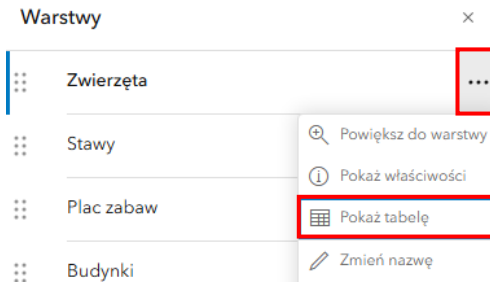 Warstwy
Zwierzęta
Stawy
Powiększ do warstwy
Pokaż właściwości
Plac zabaw
Pokaż tabelę
Zmień nazwę
Budynki